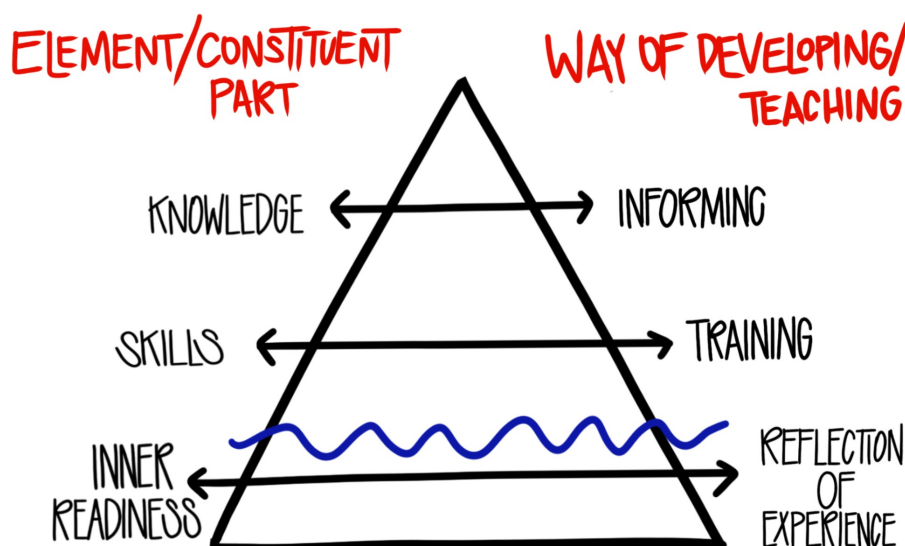 ELEMENT/CONSTITUENT
PART
WAY OF DEVELOPING/
TEACHING
KNOWLEDGE
INFORMING
SKILLS
TRAINING
INNER
READINESS
REFLECTION
OF
EXPERIENCE